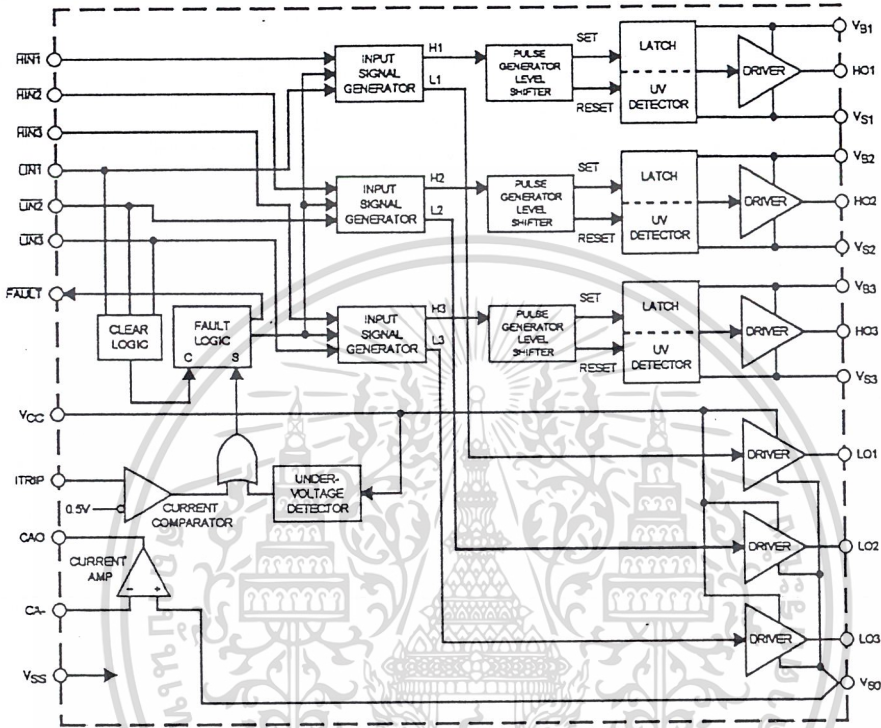 HIN1
HIN2
HIN3
LIN1
LIN2
LIN3
FAULT
VCC
ITRIP
0.5V
CAO
CA-
VSS
CLEAR
LOGIC
FAULT
LOGIC
C S
CURRENT
COMPARATOR
UNDER-
VOLTAGE
DETECTOR
CURRENT
AMP
- +
INPUT
SIGNAL
GENERATOR
H1
L1
PULSE
GENERATOR
LEVEL
SHIFTER
SET
RESET
LATCH
UV
DETECTOR
DRIVER
VB1
HO1
VS1
INPUT
SIGNAL
GENERATOR
H2
L2
PULSE
GENERATOR
LEVEL
SHIFTER
SET
RESET
LATCH
UV
DETECTOR
DRIVER
VB2
HO2
VS2
INPUT
SIGNAL
GENERATOR
H3
L3
PULSE
GENERATOR
LEVEL
SHIFTER
SET
RESET
LATCH
UV
DETECTOR
DRIVER
VB3
HO3
VS3
DRIVER
LO1
DRIVER
LO2
DRIVER
LO3
VS0